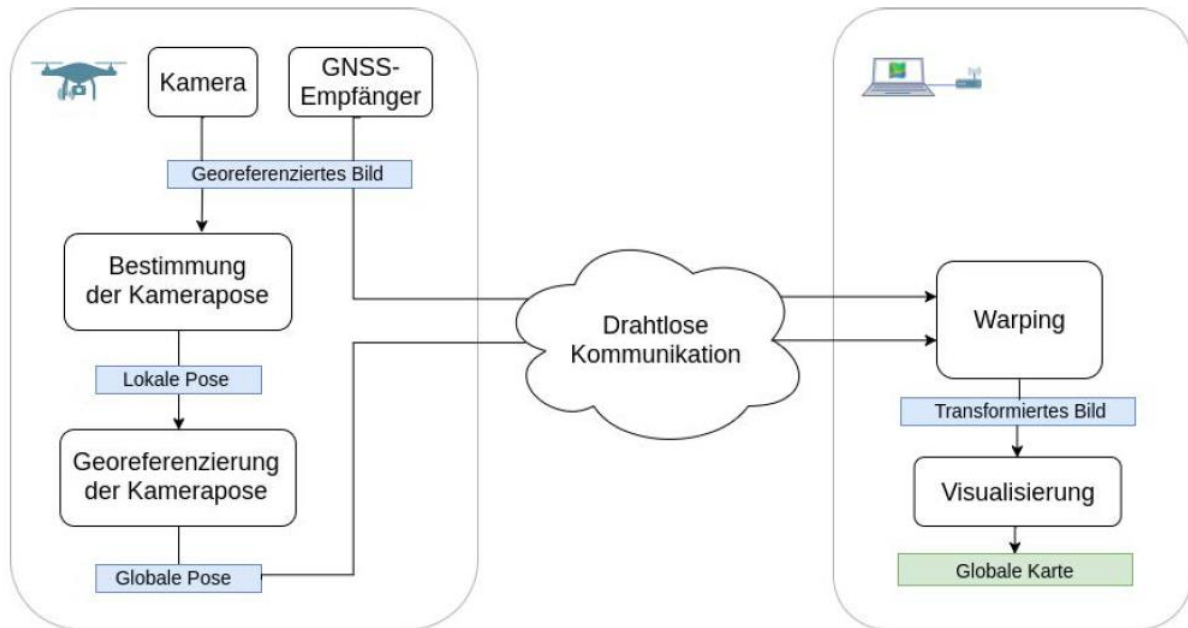 Kamera
GNSS-
Empfänger
Georeferenziertes Bild
Bestimmung
der Kamerapose
Lokale Pose
Georeferenzierung
der Kamerapose
Globale Pose
Drahtlose
Kommunikation
Warping
Transformiertes Bild
Visualisierung
Globale Karte